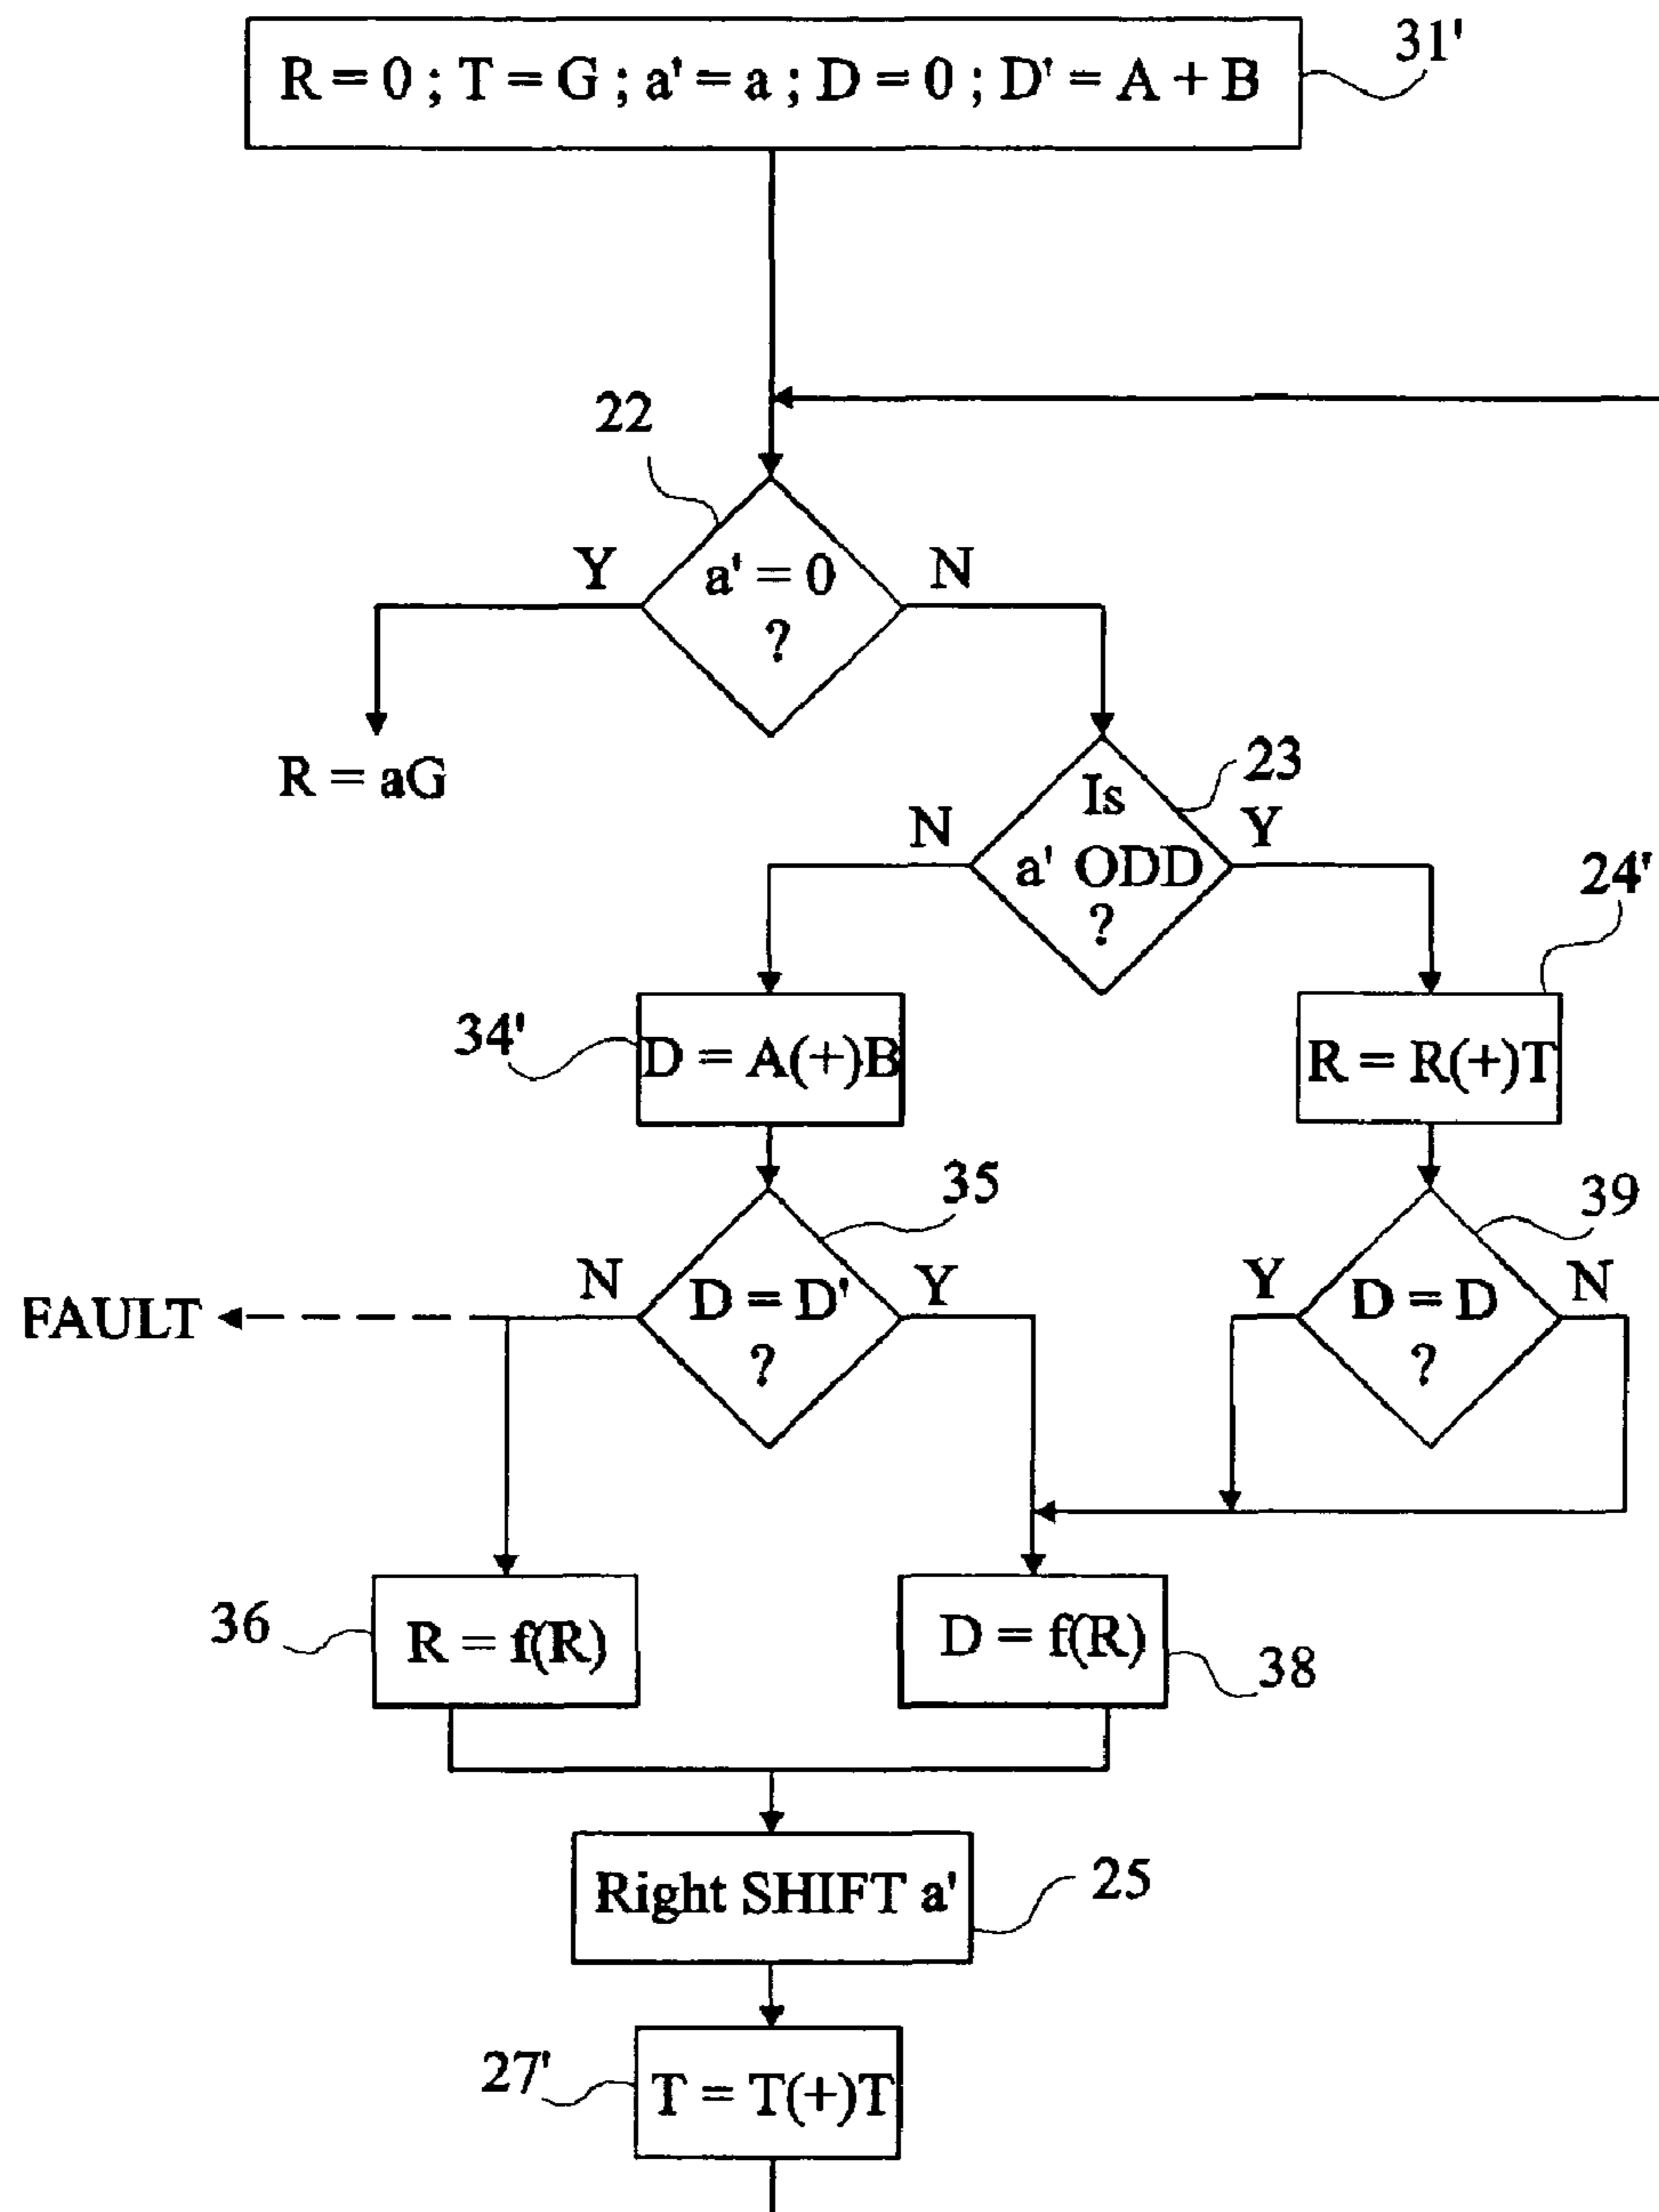 31'
R = 0 ; T = G ; a' = a ; D = 0 ; D' = A + B
22
Y
a' = 0
?
N
R = aG
23
N
Is
a' ODD
?
Y
24'
34'
D = A(+)B
R = R(+)T
35
39
FAULT
N
D = D'
?
Y
Y
D = D
?
N
36
R = f(R)
D = f(R)
38
Right SHIFT a'
25
27'
T = T(+)T